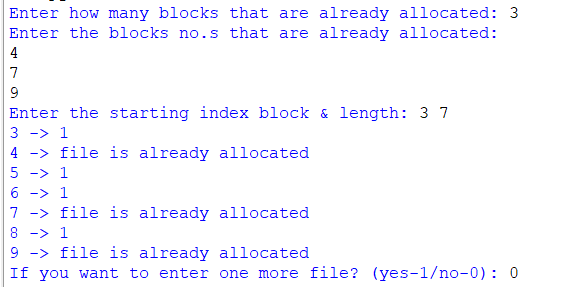 Enter how many blocks that are already allocated: 3
Enter the blocks no.s that are already allocated:
4
7
9
Enter the starting index block & length: 3 7
3 -> 1
4 -> file is already allocated
5 -> 1
6 -> 1
7 -> file is already allocated
8 -> 1
9 -> file is already allocated
If you want to enter one more file? (yes-1/no-0): 0